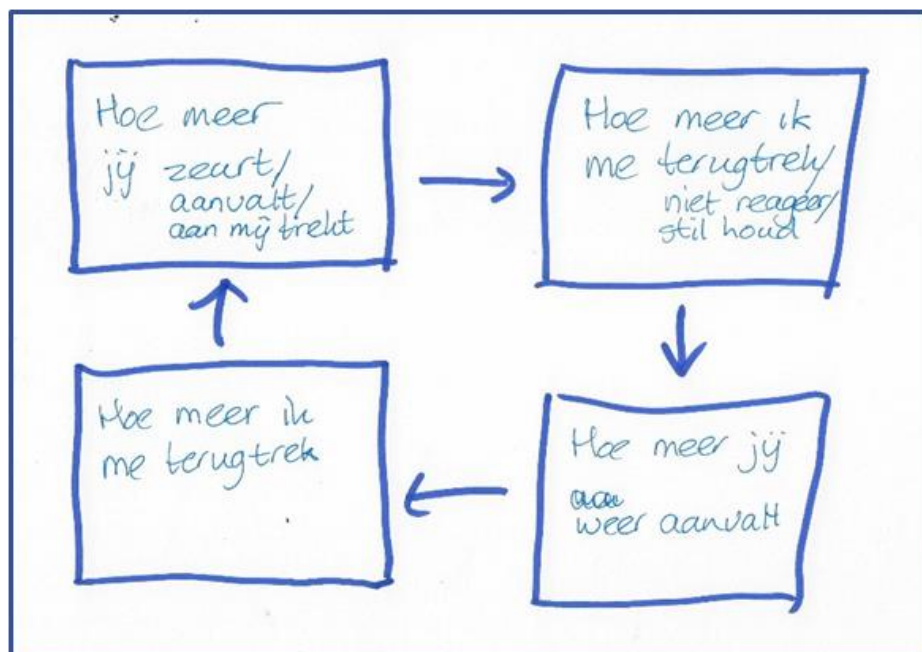 Hoe meer
jij zeurt/
aanvalt/
aan mij trekt
Hoe meer ik
me terugtrek/
niet reageer/
stil houd
Hoe meer jij
weer aanvalt
Hoe meer ik
me terugtrek